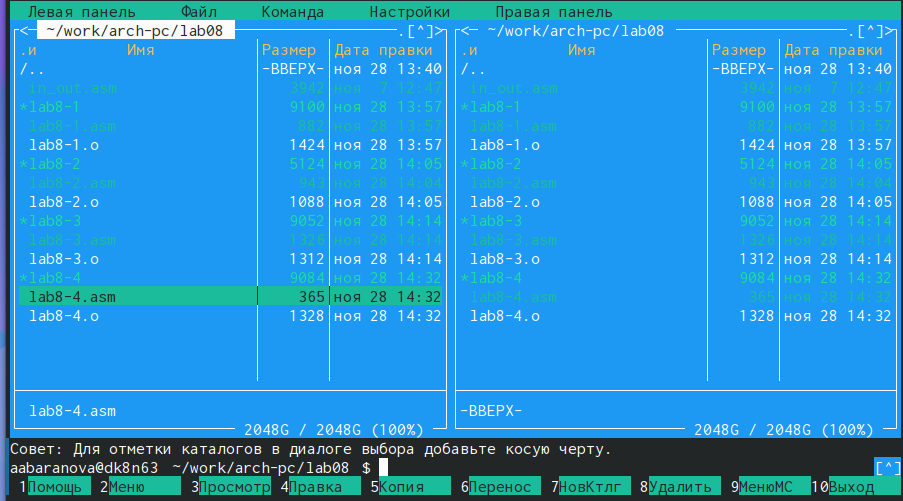 Левая панель Файл Команда Настройки Правая панель
<─ ~/work/arch-pc/lab08 ─.[^]> <─ ~/work/arch-pc/lab08 ─.[^]>
.и Имя Размер Дата правки .и Имя Размер Дата правки
/.. -ВВЕРХ- ноя 28 13:40 /.. -ВВЕРХ- ноя 28 13:40
in_out.asm 3942 ноя 7 12:47 in_out.asm 3942 ноя 7 12:47
*lab8-1 9100 ноя 28 13:57 *lab8-1 9100 ноя 28 13:57
lab8-1.asm 882 ноя 28 13:57 lab8-1.asm 882 ноя 28 13:57
lab8-1.o 1424 ноя 28 13:57 lab8-1.o 1424 ноя 28 13:57
*lab8-2 5124 ноя 28 14:05 *lab8-2 5124 ноя 28 14:05
lab8-2.asm 943 ноя 28 14:04 lab8-2.asm 943 ноя 28 14:04
lab8-2.o 1088 ноя 28 14:05 lab8-2.o 1088 ноя 28 14:05
*lab8-3 9052 ноя 28 14:14 *lab8-3 9052 ноя 28 14:14
lab8-3.asm 1326 ноя 28 14:14 lab8-3.asm 1326 ноя 28 14:14
lab8-3.o 1312 ноя 28 14:14 lab8-3.o 1312 ноя 28 14:14
*lab8-4 9084 ноя 28 14:32 *lab8-4 9084 ноя 28 14:32
lab8-4.asm 365 ноя 28 14:32 lab8-4.asm 365 ноя 28 14:32
lab8-4.o 1328 ноя 28 14:32 lab8-4.o 1328 ноя 28 14:32
lab8-4.asm -ВВЕРХ-
2048G / 2048G (100%) 2048G / 2048G (100%)
Совет: Для отметки каталогов в диалоге выбора добавьте косую черту.
aabaranova@dk8n63 ~/work/arch-pc/lab08 $ [^]
1Помощь 2Меню 3Просмотр 4Правка 5Копия 6Перенос 7НовКтлг 8Удалить 9МенюMC 10Выход